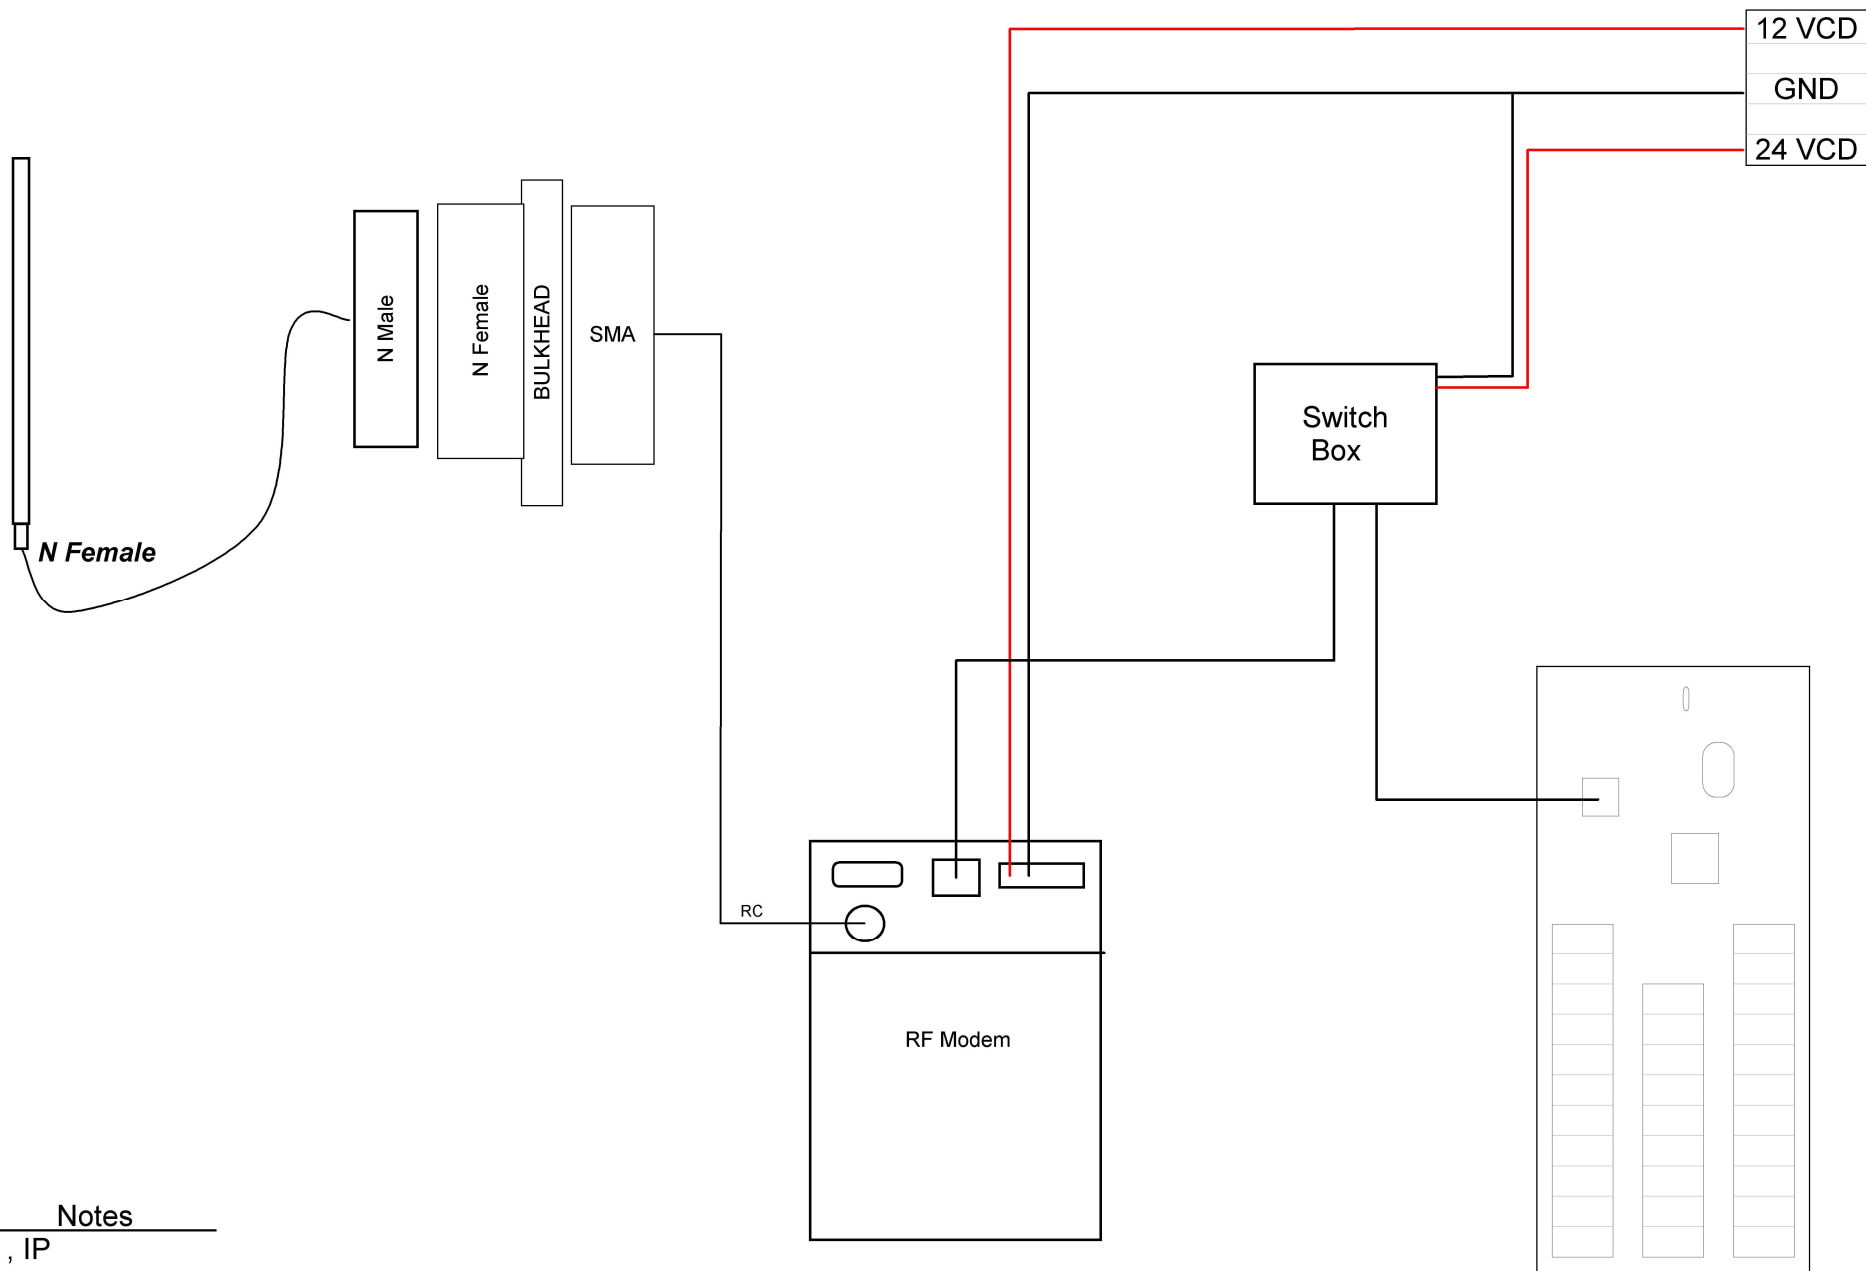 12 VCD
GND
24 VCD
N Male
N Female
BULKHEAD
SMA
Switch
Box
N Female
RC
RF Modem
Notes
, IP